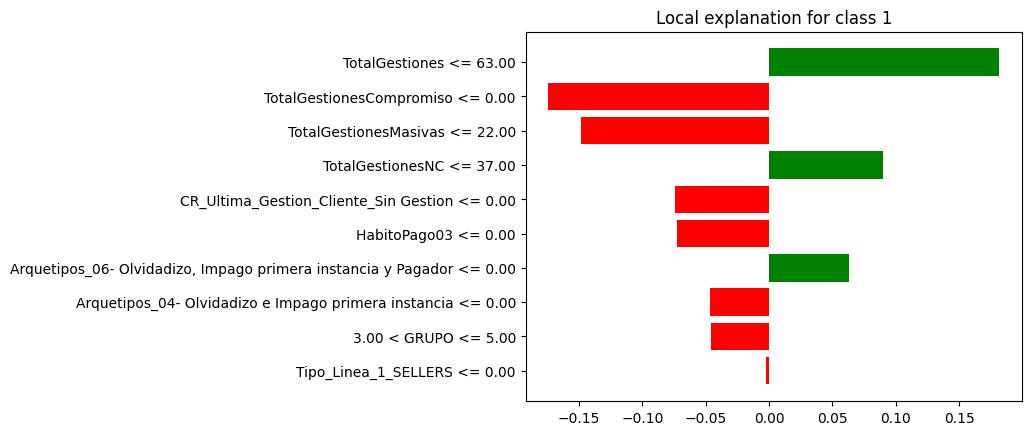 Local explanation for class 1
TotalGestiones <= 63.00
TotalGestionesCompromiso <= 0.00
TotalGestionesMasivas <= 22.00
TotalGestionesNC <= 37.00
CR_Ultima_Gestion_Cliente_Sin Gestion <= 0.00
HabitoPago03 <= 0.00
Arquetipos_06- Olvidadizo, Impago primera instancia y Pagador <= 0.00
Arquetipos_04- Olvidadizo e Impago primera instancia <= 0.00
3.00 < GRUPO <= 5.00
Tipo_Linea_1_SELLERS <= 0.00
−0.15 −0.10 −0.05 0.00 0.05 0.10 0.15